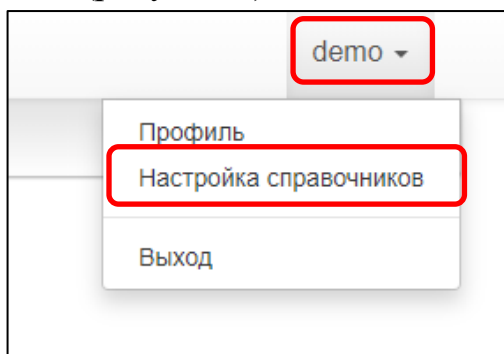 demo
Профиль
Настройка справочников
Выход